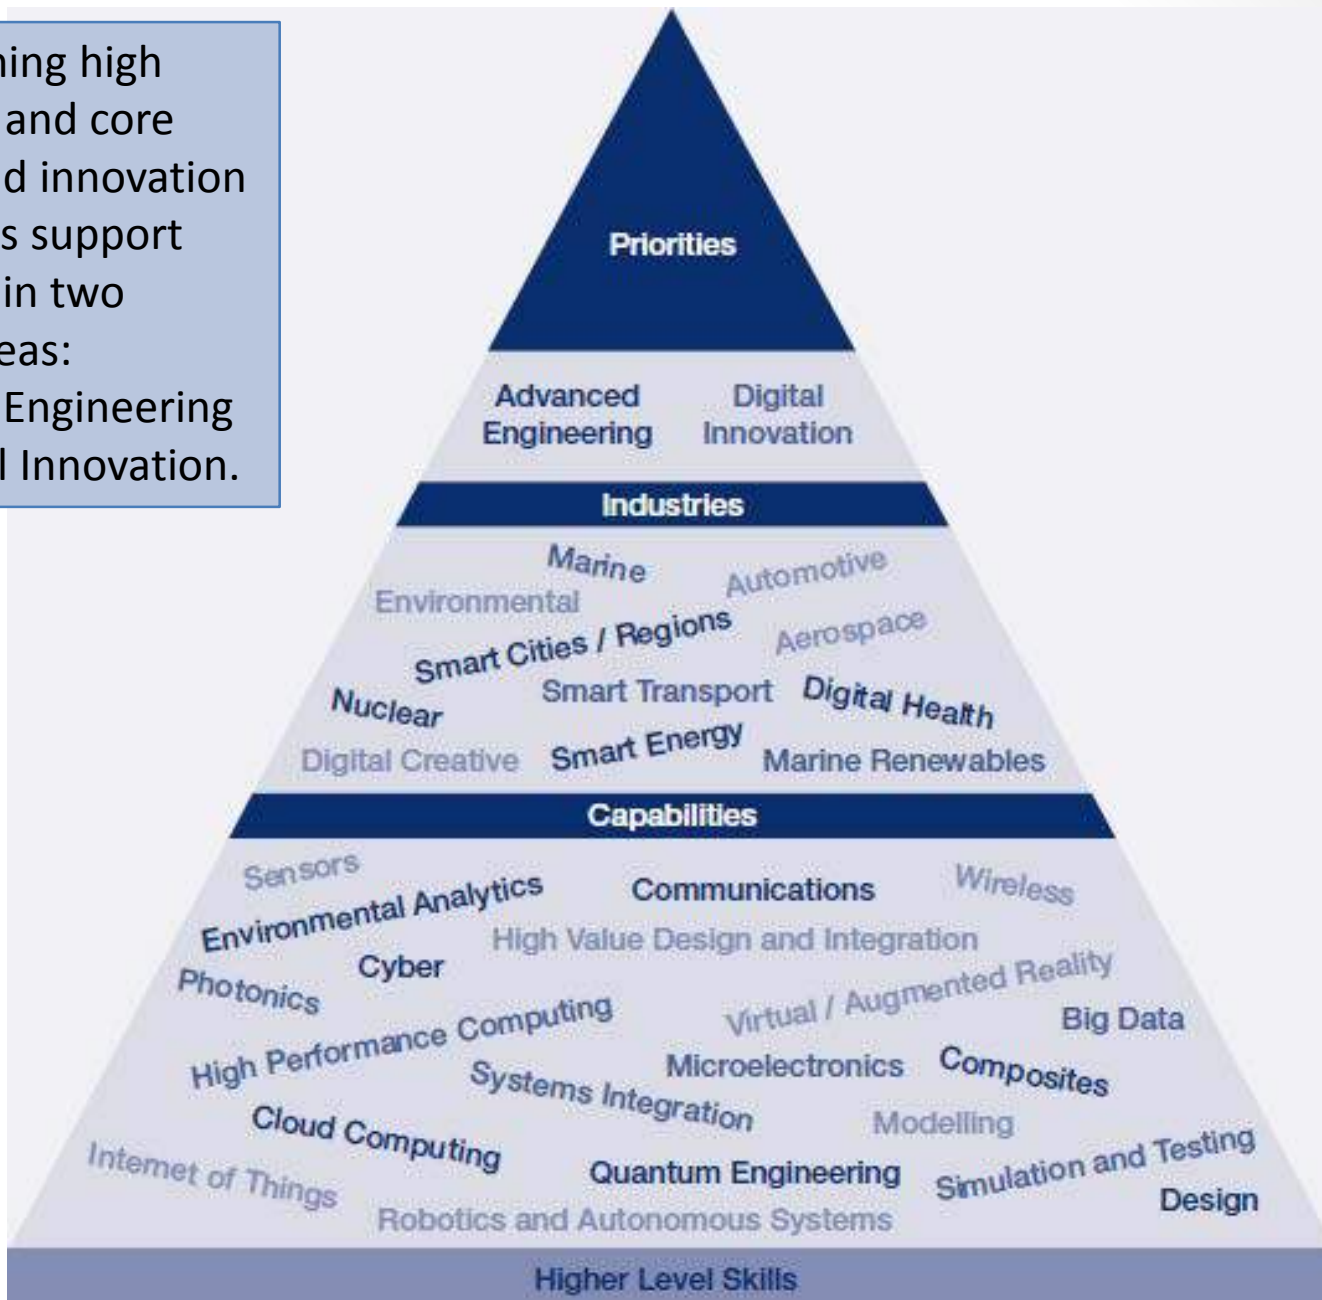 ning high
and core
d innovation
s support
in two
eas:
Engineering
l Innovation.
Priorities
Advanced
Engineering
Digital
Innovation
Industries
Marine
Automotive
Environmental
Smart Cities / Regions
Aerospace
Nuclear
Smart Transport
Digital Health
Digital Creative
Smart Energy
Marine Renewables
Capabilities
Sensors
Environmental Analytics
Communications
Wireless
High Value Design and Integration
Cyber
Photonics
Virtual / Augmented Reality
High Performance Computing
Big Data
Microelectronics
Composites
Systems Integration
Modelling
Cloud Computing
Internet of Things
Quantum Engineering
Simulation and Testing
Design
Robotics and Autonomous Systems
Higher Level Skills